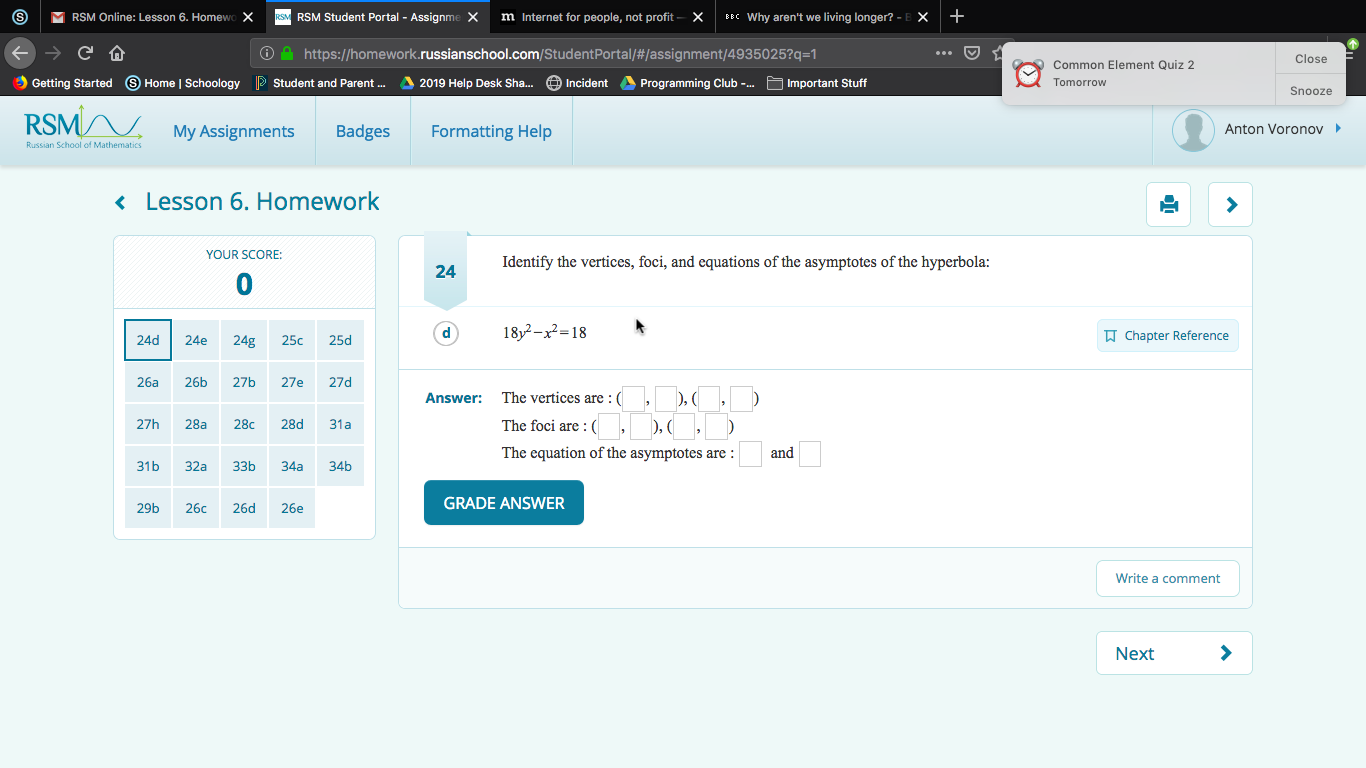 RSM Online: Lesson 6. Homewo
RSM Student Portal - Assignme
Internet for people, not profit —
BBC Why aren't we living longer? - B
https://homework.russianschool.com/StudentPortal/#/assignment/4935025?q=1
Getting Started
Home | Schoology
Student and Parent ...
2019 Help Desk Sha...
Incident
Programming Club -...
Important Stuff
Common Element Quiz 2
Tomorrow
Close
Snooze
RSM
Russian School of Mathematics
My Assignments
Badges
Formatting Help
Anton Voronov
Lesson 6. Homework
YOUR SCORE:
0
24d 24e 24g 25c 25d
26a 26b 27b 27e 27d
27h 28a 28c 28d 31a
31b 32a 33b 34a 34b
29b 26c 26d 26e
24
Identify the vertices, foci, and equations of the asymptotes of the hyperbola:
d
18y²−x²=18
Chapter Reference
Answer:
The vertices are : ( , ), ( , )
The foci are : ( , ), ( , )
The equation of the asymptotes are : and
GRADE ANSWER
Write a comment
Next